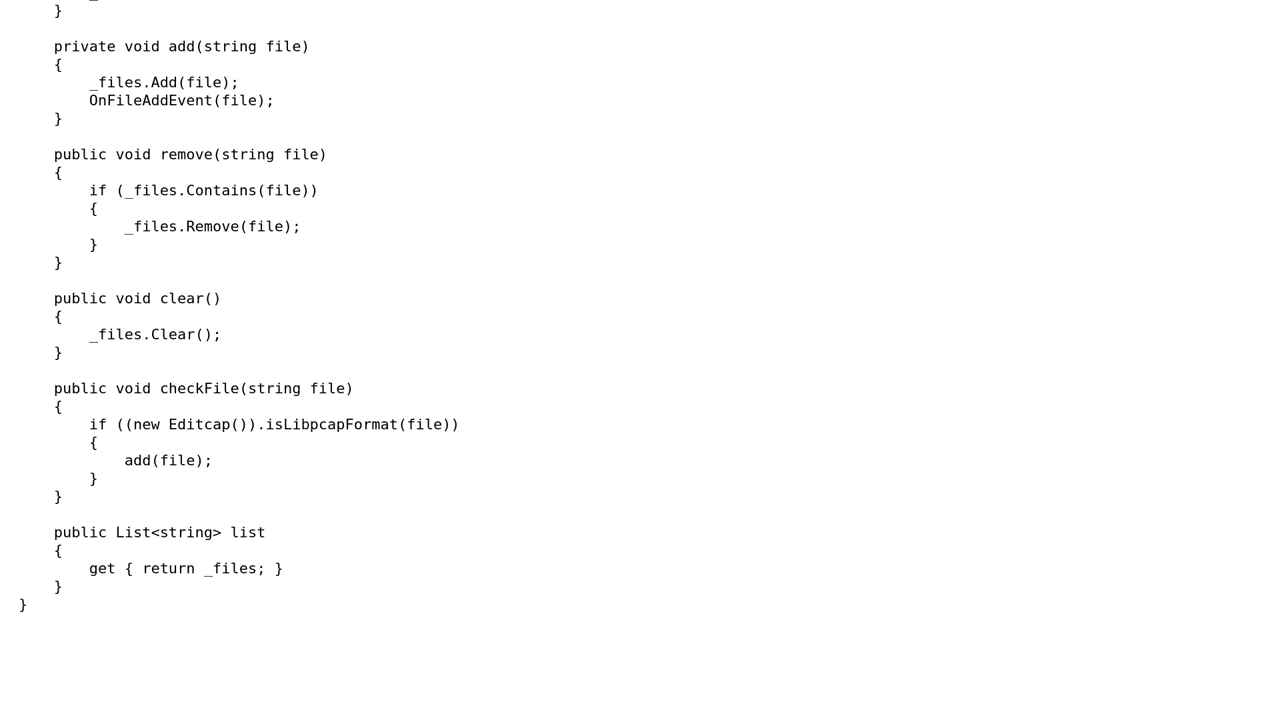 }

    private void add(string file)
    {
        _files.Add(file);
        OnFileAddEvent(file);
    }

    public void remove(string file)
    {
        if (_files.Contains(file))
        {
            _files.Remove(file);
        }
    }

    public void clear()
    {
        _files.Clear();
    }

    public void checkFile(string file)
    {
        if ((new Editcap()).isLibpcapFormat(file))
        {
            add(file);
        }
    }

    public List<string> list
    {
        get { return _files; }
    }
}